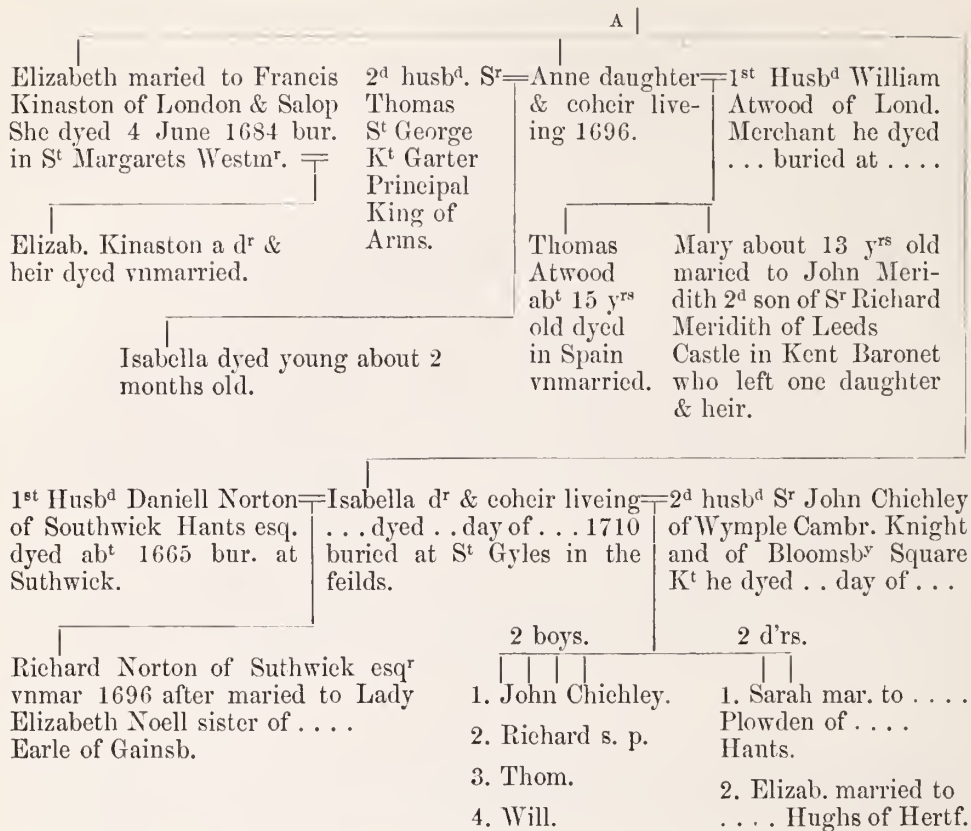 A
Elizabeth maried to Francis
Kinaston of London & Salop
She dyed 4 June 1684 bur.
in Sᵗ Margarets Westmʳ.
2ᵈ husbᵈ. Sʳ
Thomas
Sᵗ George
Kᵗ Garter
Principal
King of
Arms.
Anne daughter
& coheir live-
ing 1696.
1ˢᵗ Husbᵈ William
Atwood of Lond.
Merchant he dyed
... buried at ....
Elizab. Kinaston a dʳ &
heir dyed vnmarried.
Thomas
Atwood
abᵗ 15 yʳˢ
old dyed
in Spain
vnmarried.
Mary about 13 yʳˢ old
maried to John Meri-
dith 2ᵈ son of Sʳ Richard
Meridith of Leeds
Castle in Kent Baronet
who left one daughter
& heir.
Isabella dyed young about 2
months old.
1ˢᵗ Husbᵈ Daniell Norton
of Southwick Hants esq.
dyed abᵗ 1665 bur. at
Suthwick.
Isabella dʳ & coheir liveing
... dyed .. day of ... 1710
buried at Sᵗ Gyles in the
feilds.
2ᵈ husbᵈ Sʳ John Chichley
of Wymple Cambr. Knight
and of Bloomsbʸ Square
Kᵗ he dyed .. day of ...
Richard Norton of Suthwick esqʳ
vnmar 1696 after maried to Lady
Elizabeth Noell sister of ....
Earle of Gainsb.
2 boys.
1. John Chichley.
2. Richard s. p.
3. Thom.
4. Will.
2 d'rs.
1. Sarah mar. to ....
Plowden of ....
Hants.
2. Elizab. married to
.... Hughs of Hertf.